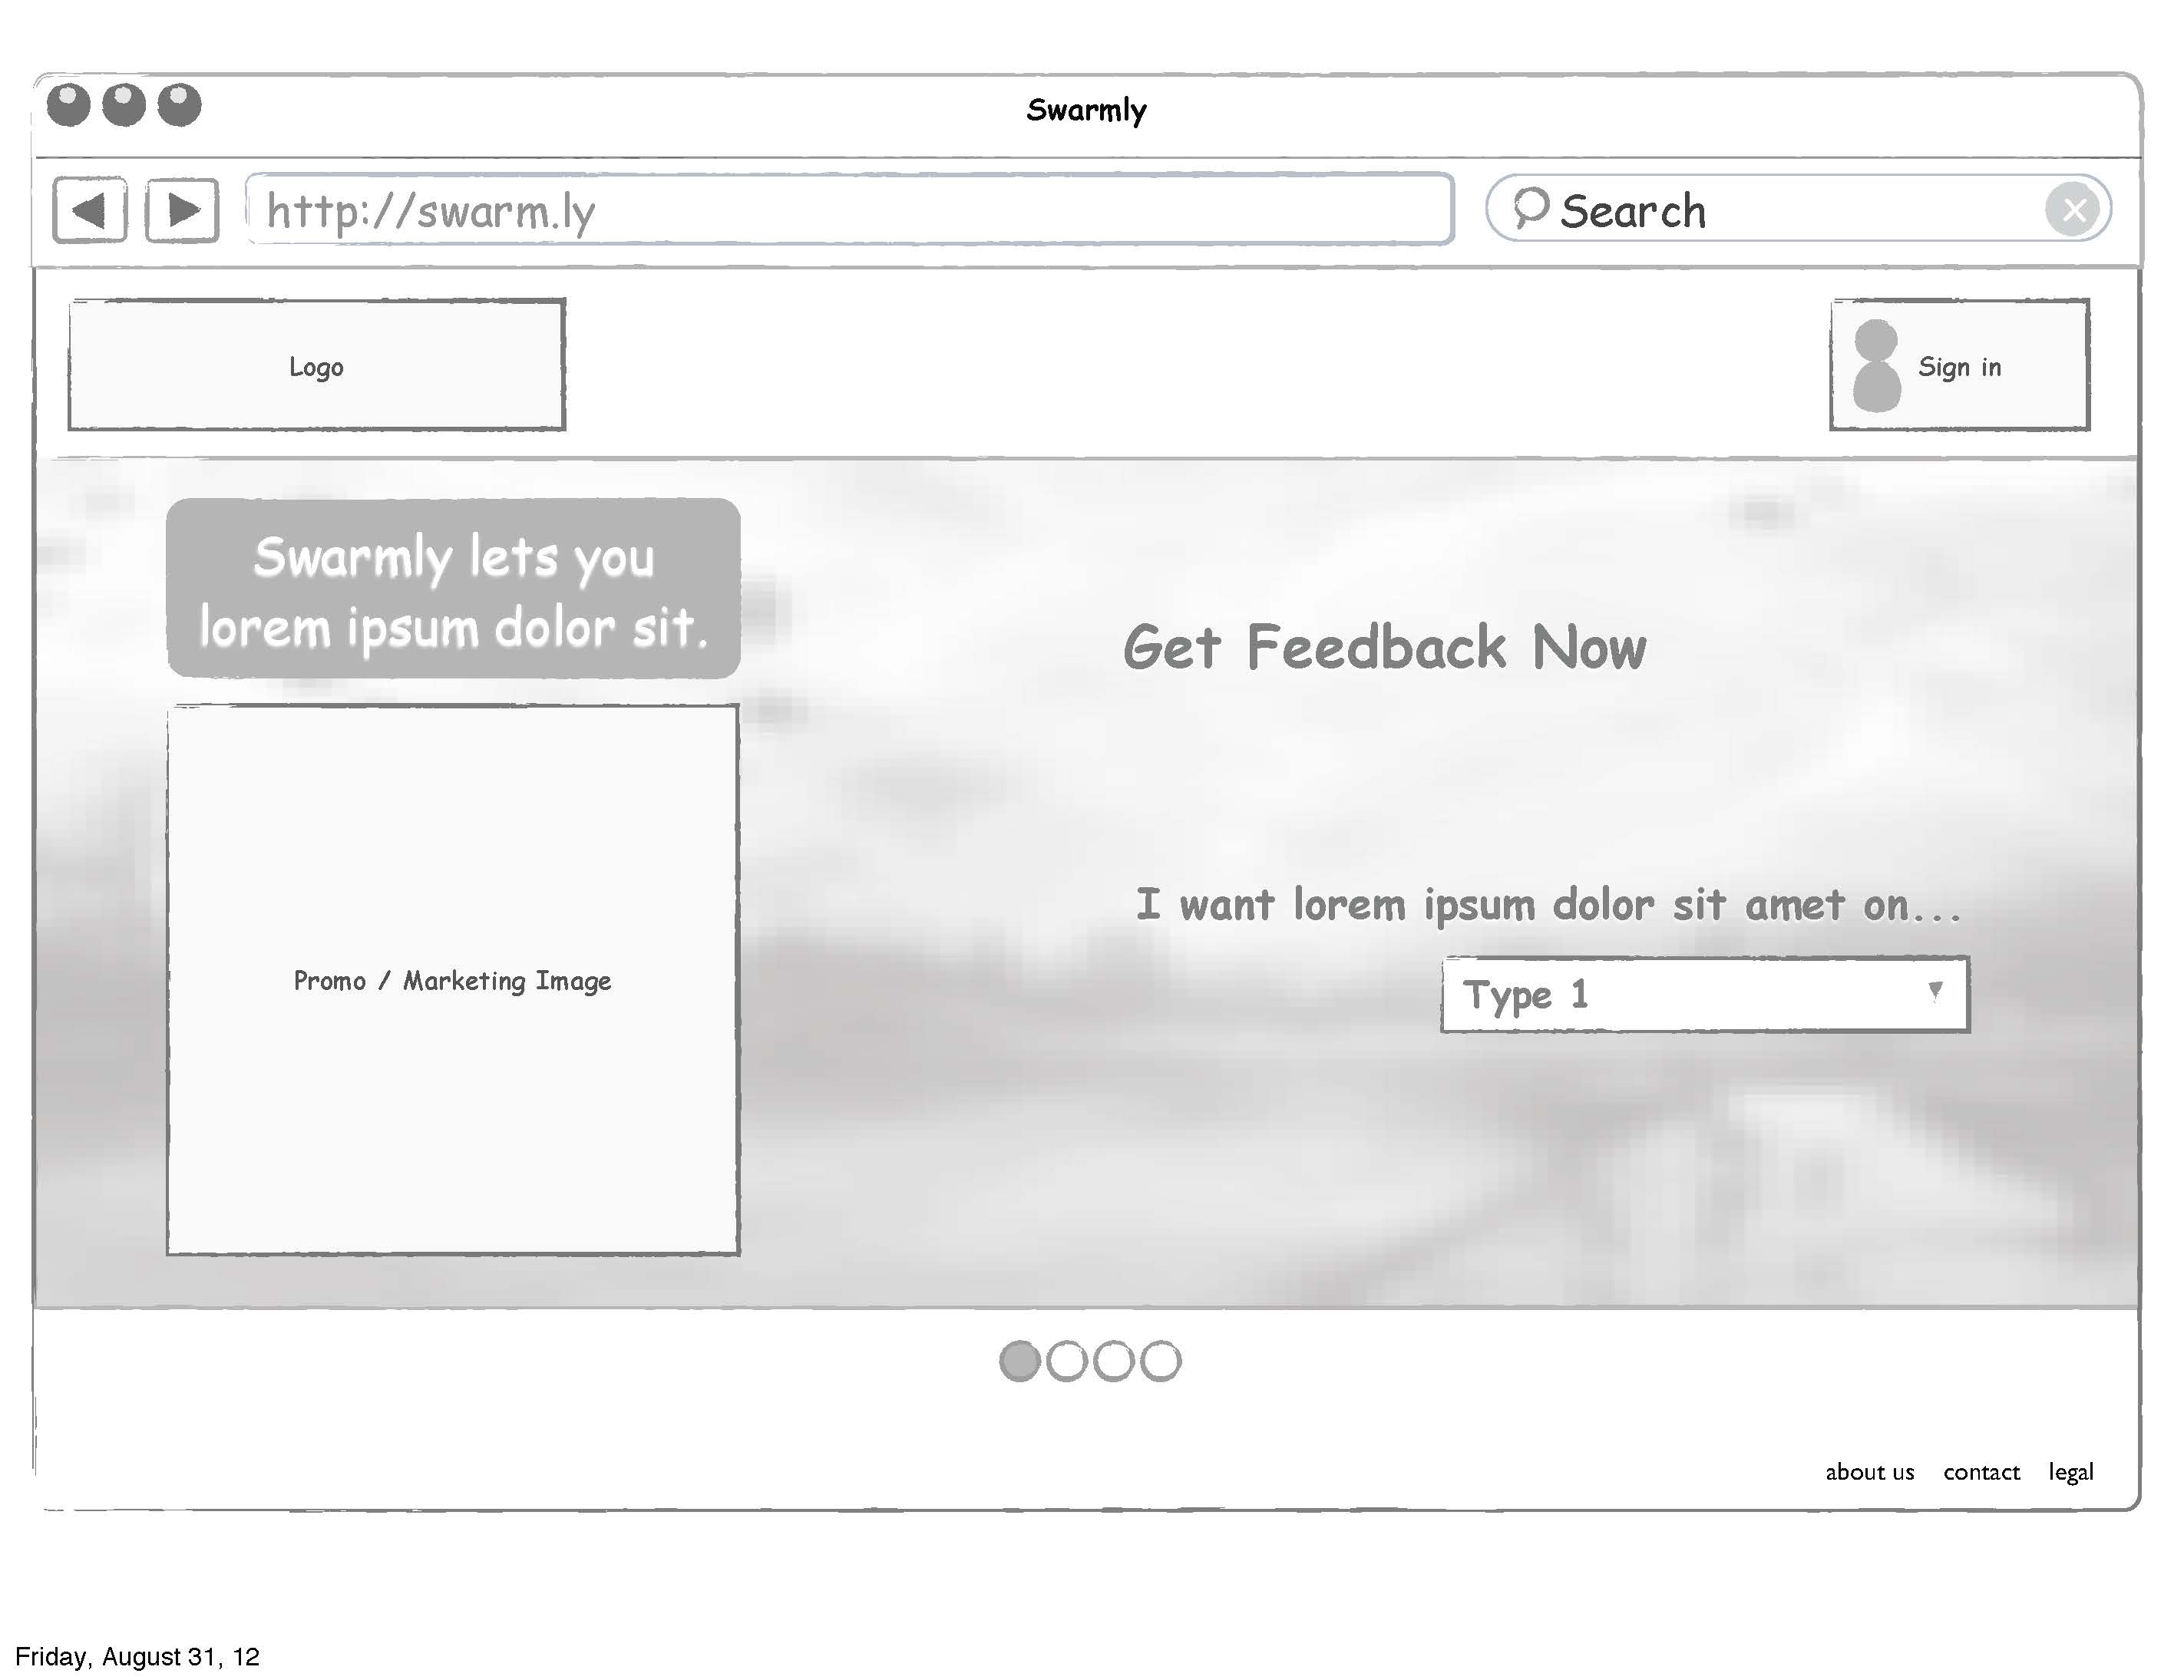 Swarmly
http://swarm.ly
Search
Logo
Sign in
Swarmly lets you
lorem ipsum dolor sit.
Get Feedback Now
I want lorem ipsum dolor sit amet on...
Type 1
Promo / Marketing Image
about us contact legal
Friday, August 31, 12